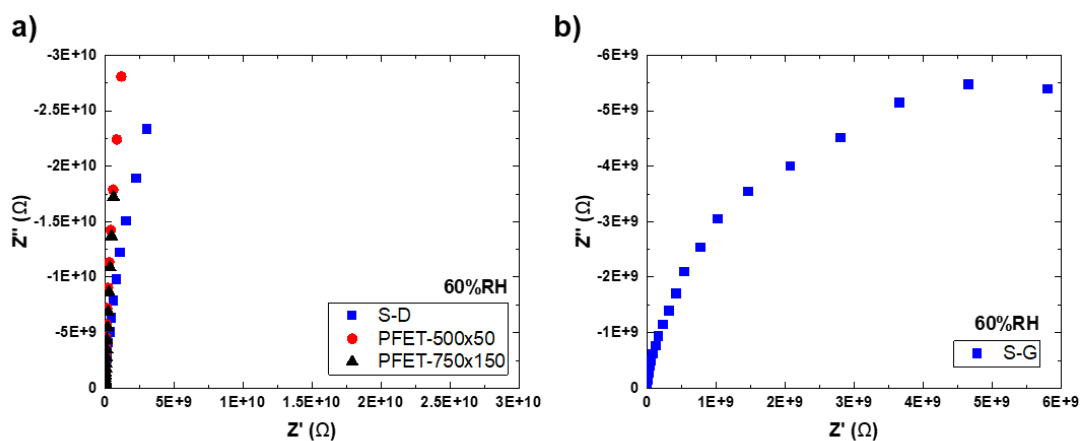 a)
-3E+10
-2.5E+10
-2E+10
-1.5E+10
-1E+10
-5E+9
0
Z'' (Ω)
60%RH
S-D
PFET-500x50
PFET-750x150
0 5E+9 1E+10 1.5E+10 2E+10 2.5E+10 3E+10
Z' (Ω)
b)
-6E+9
-5E+9
-4E+9
-3E+9
-2E+9
-1E+9
0
Z'' (Ω)
60%RH
S-G
0 1E+9 2E+9 3E+9 4E+9 5E+9 6E+9
Z' (Ω)